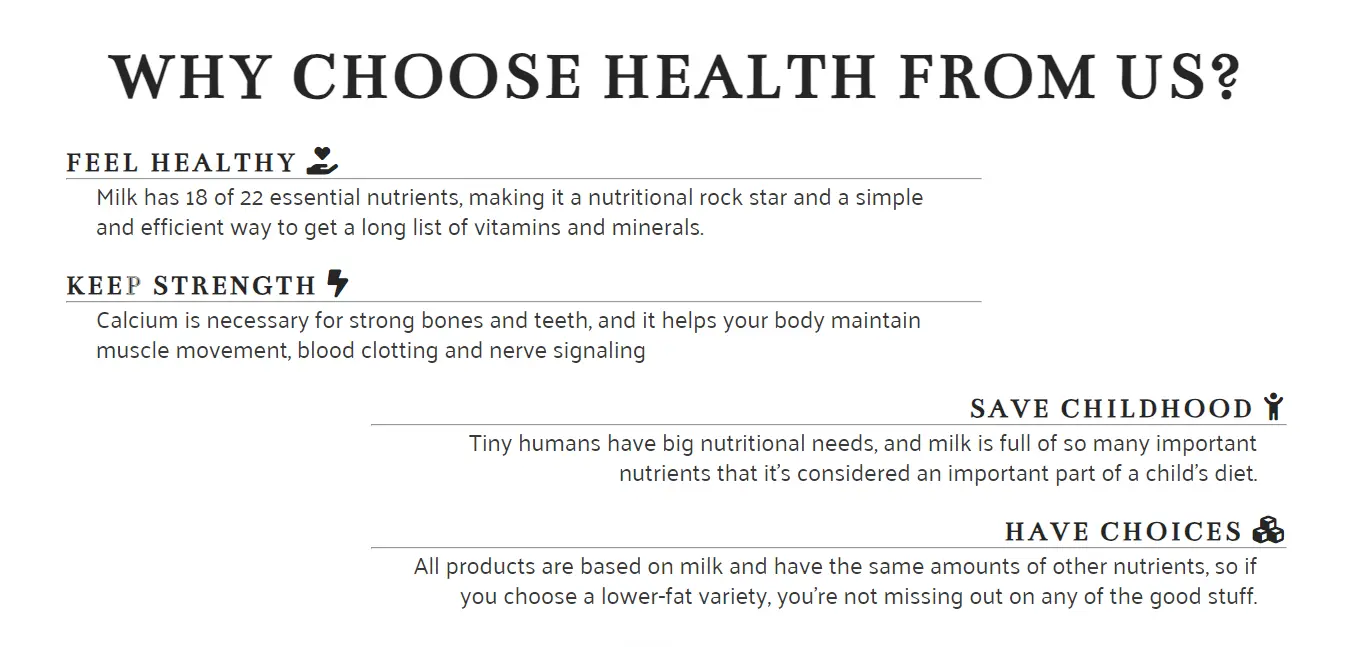 WHY CHOOSE HEALTH FROM US?
FEEL HEALTHY
Milk has 18 of 22 essential nutrients, making it a nutritional rock star and a simple
and efficient way to get a long list of vitamins and minerals.
KEEP STRENGTH
Calcium is necessary for strong bones and teeth, and it helps your body maintain
muscle movement, blood clotting and nerve signaling
SAVE CHILDHOOD
Tiny humans have big nutritional needs, and milk is full of so many important
nutrients that it's considered an important part of a child's diet.
HAVE CHOICES
All products are based on milk and have the same amounts of other nutrients, so if
you choose a lower-fat variety, you're not missing out on any of the good stuff.